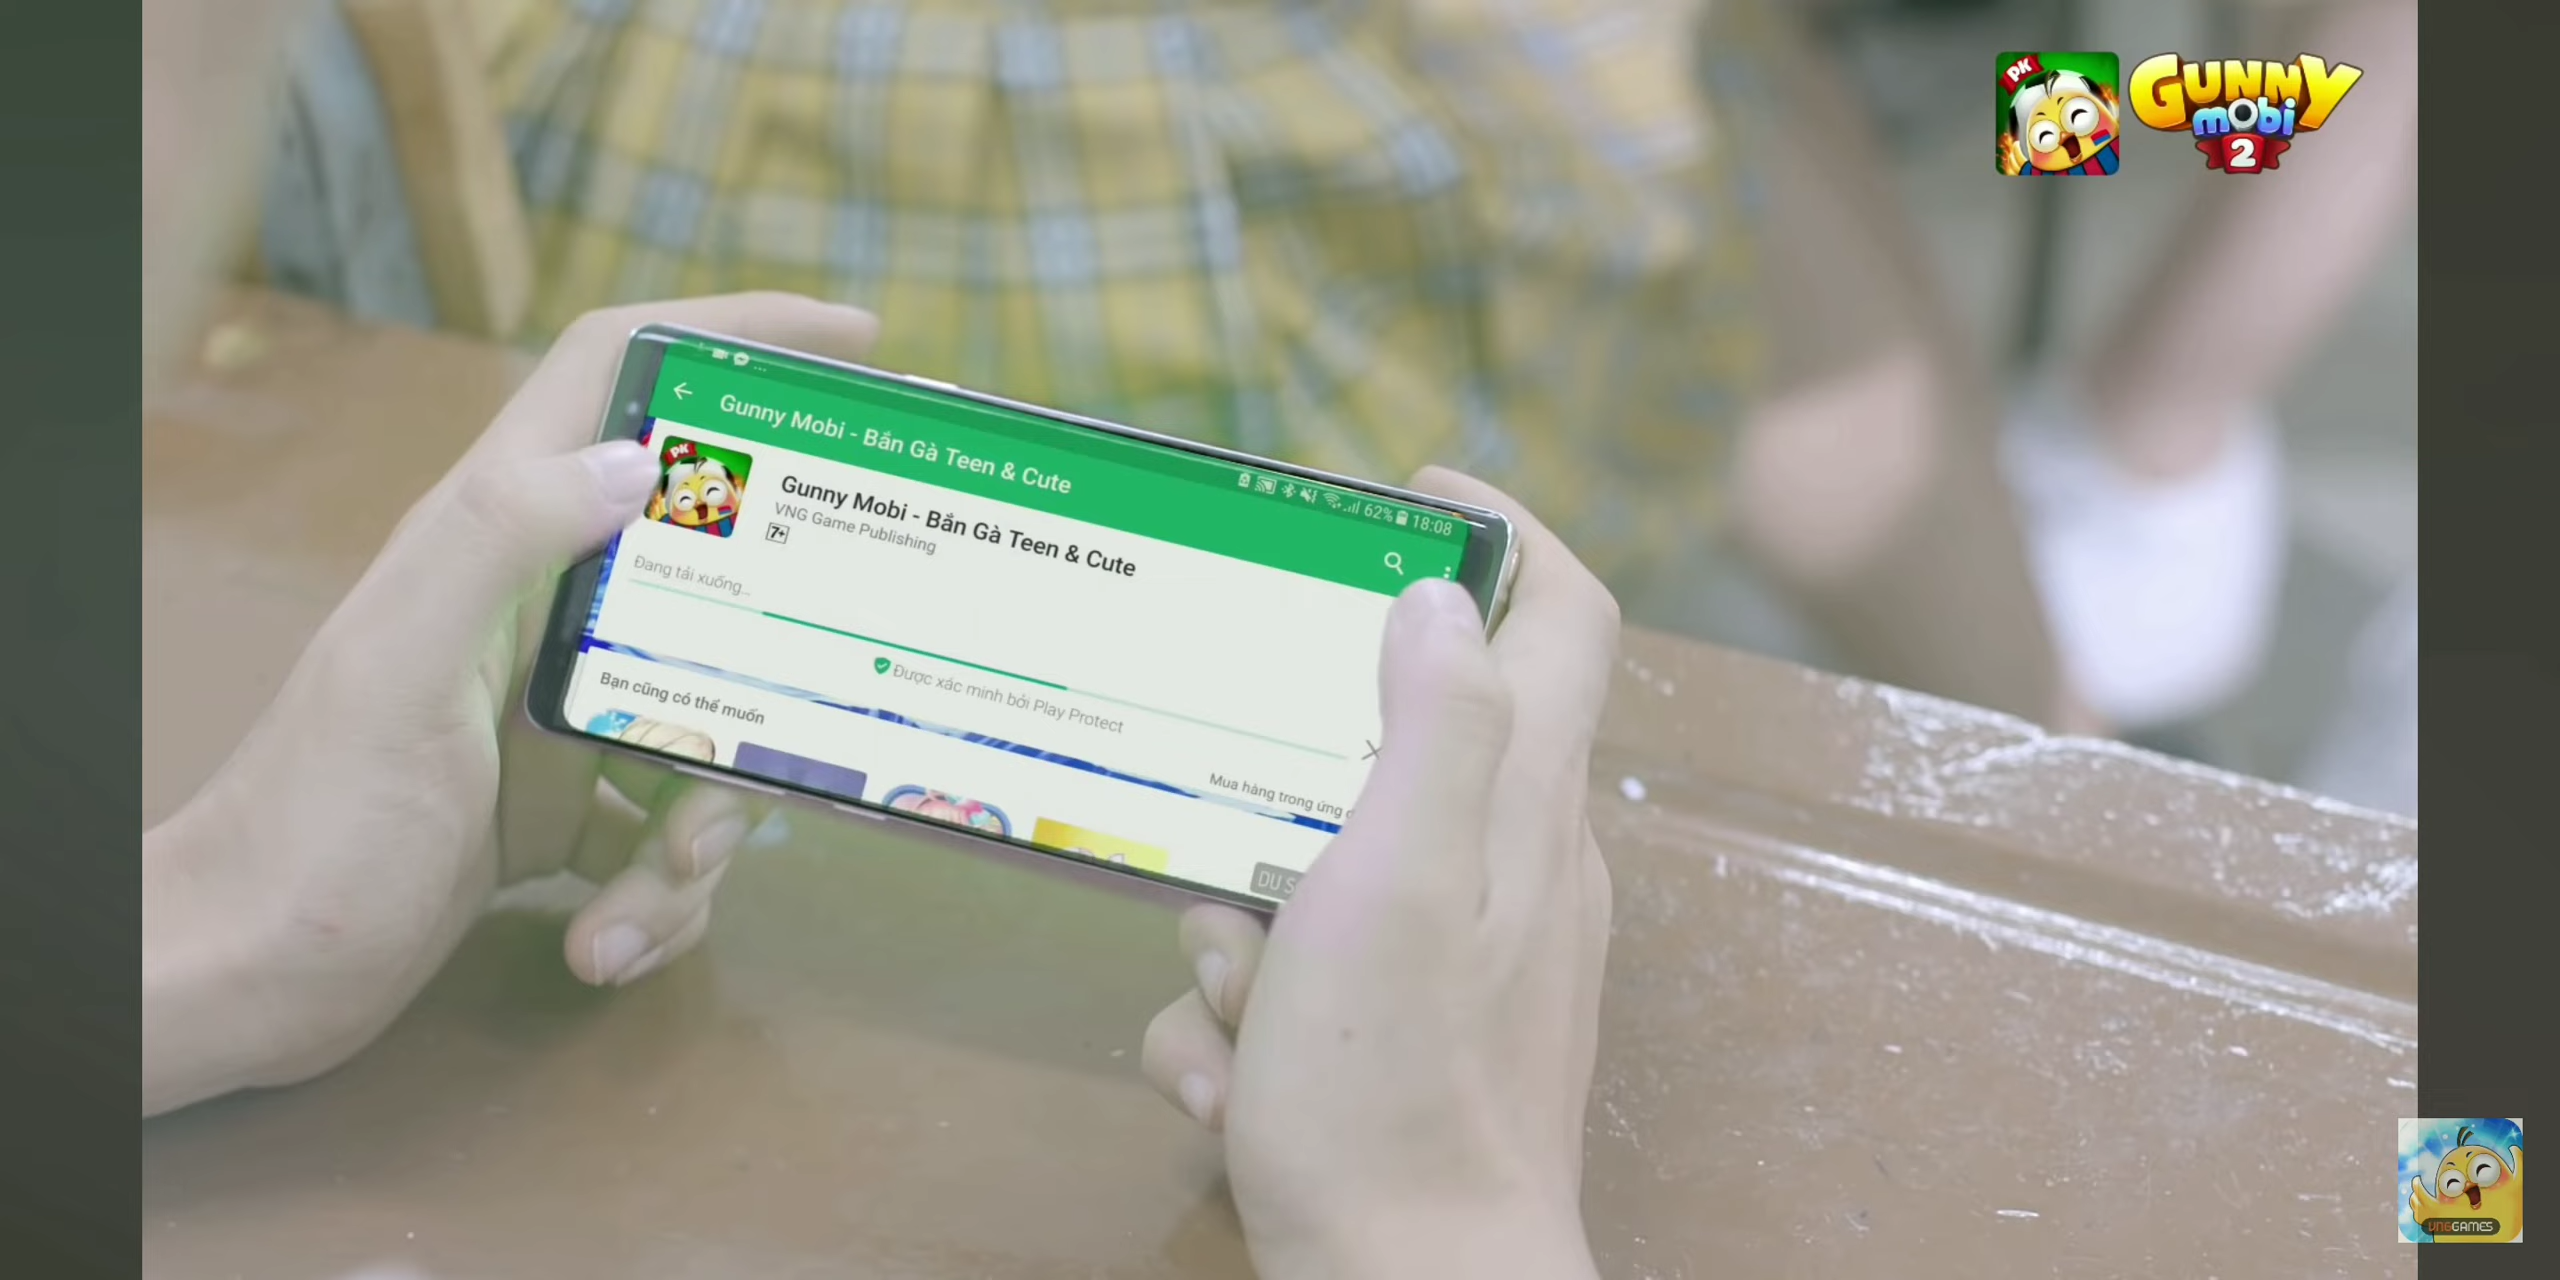 PK
GUNNY
mobi
2
Gunny Mobi - Bắn Gà Teen & Cute
62% 18:08
PK
Gunny Mobi - Bắn Gà Teen & Cute
VNG Game Publishing
7+
Đang tải xuống...
Được xác minh bởi Play Protect
Mua hàng trong ứng
Bạn cũng có thể muốn
DU S
VNGGAMES